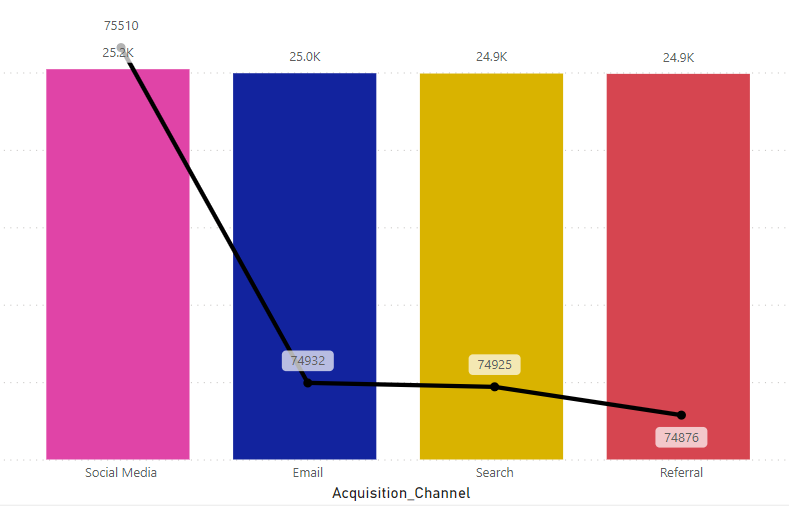 75510
25.2K
25.0K
24.9K
24.9K
74932
74925
74876
Social Media
Email
Search
Referral
Acquisition_Channel